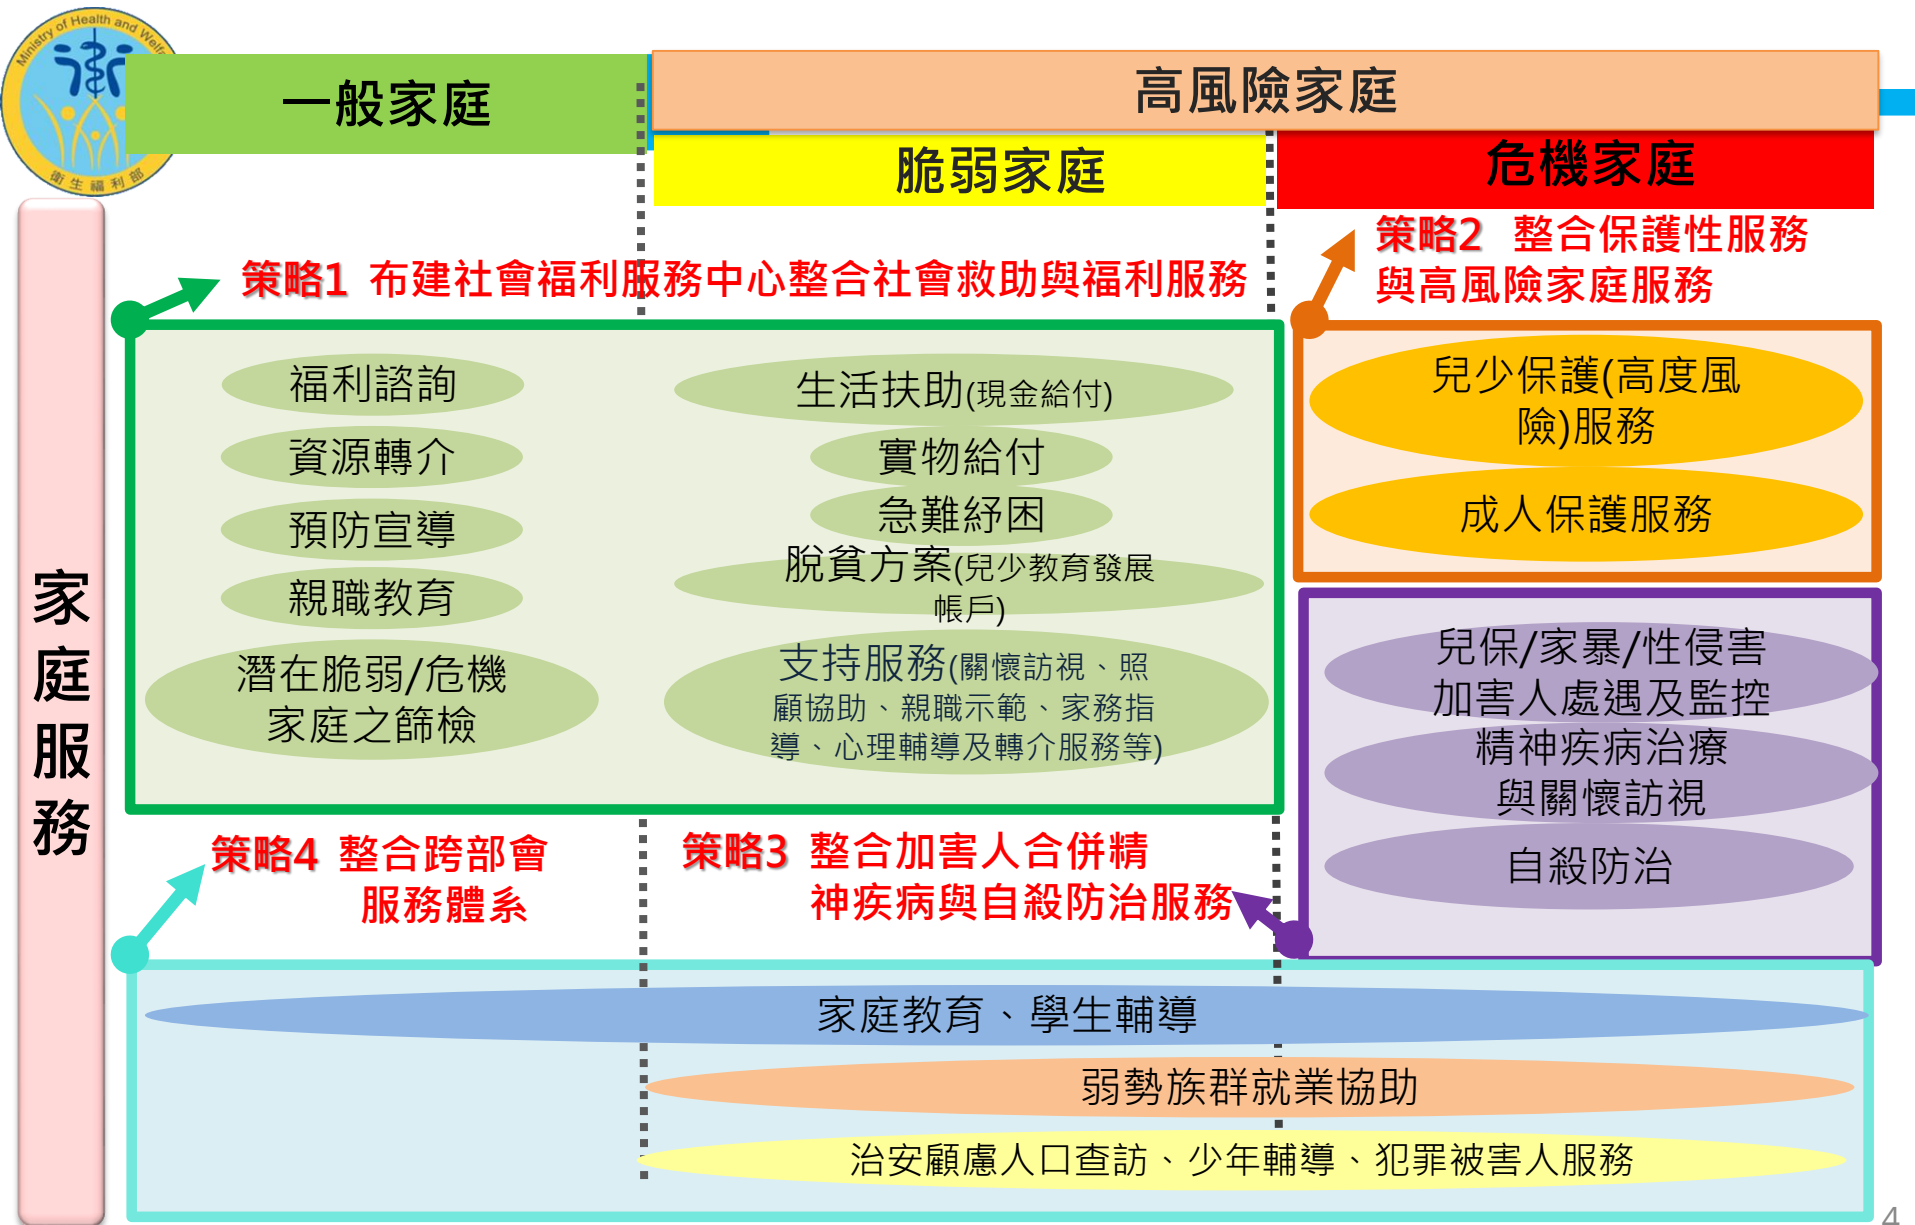 Ministry of Health and Welfa
衛生福利部
一般家庭
高風險家庭
脆弱家庭
危機家庭
家庭服務
策略1 布建社會福利服務中心整合社會救助與福利服務
策略2 整合保護性服務
與高風險家庭服務
福利諮詢
資源轉介
預防宣導
親職教育
潛在脆弱/危機
家庭之篩檢
生活扶助(現金給付)
實物給付
急難紓困
脫貧方案(兒少教育發展
帳戶)
支持服務(關懷訪視、照
顧協助、親職示範、家務指
導、心理輔導及轉介服務等)
兒少保護(高度風
險)服務
成人保護服務
兒保/家暴/性侵害
加害人處遇及監控
精神疾病治療
與關懷訪視
自殺防治
策略4 整合跨部會
服務體系
策略3 整合加害人合併精
神疾病與自殺防治服務
家庭教育、學生輔導
弱勢族群就業協助
治安顧慮人口查訪、少年輔導、犯罪被害人服務
4